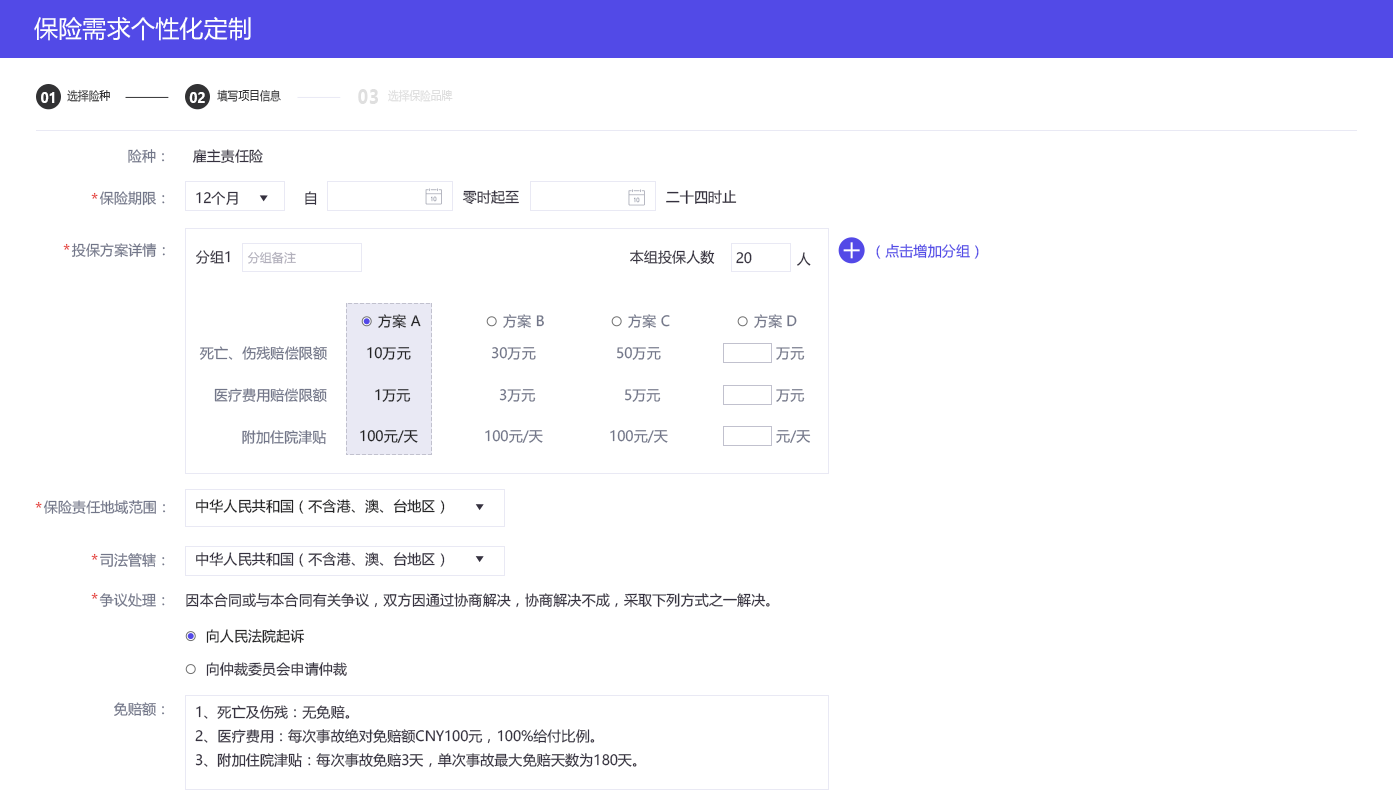 保险需求个性化定制
01 选择险种 02 填写项目信息 03 选择保险品牌
险种： 雇主责任险
*保险期限： 12个月 ▼ 自 10 零时起至 10 二十四时止
*投保方案详情： 分组1 分组备注 本组投保人数 20 人 （点击增加分组）
方案 A 方案 B 方案 C 方案 D
死亡、伤残赔偿限额 10万元 30万元 50万元 万元
医疗费用赔偿限额 1万元 3万元 5万元 万元
附加住院津贴 100元/天 100元/天 100元/天 元/天
*保险责任地域范围： 中华人民共和国（不含港、澳、台地区） ▼
*司法管辖： 中华人民共和国（不含港、澳、台地区） ▼
*争议处理： 因本合同或与本合同有关争议，双方因通过协商解决，协商解决不成，采取下列方式之一解决。
向人民法院起诉
向仲裁委员会申请仲裁
免赔额： 1、死亡及伤残：无免赔。
2、医疗费用：每次事故绝对免赔额CNY100元，100%给付比例。
3、附加住院津贴：每次事故免赔3天，单次事故最大免赔天数为180天。